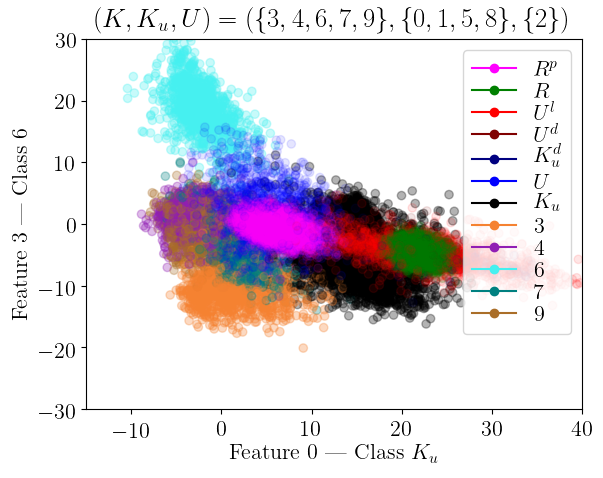 (K, K_u, U) = ({3, 4, 6, 7, 9}, {0, 1, 5, 8}, {2})
Feature 3 — Class 6
30
20
10
0
−10
−20
−30
−10
0
10
20
30
40
Feature 0 — Class K_u
R^p
R
U^l
U^d
K_u^d
U
K_u
3
4
6
7
9